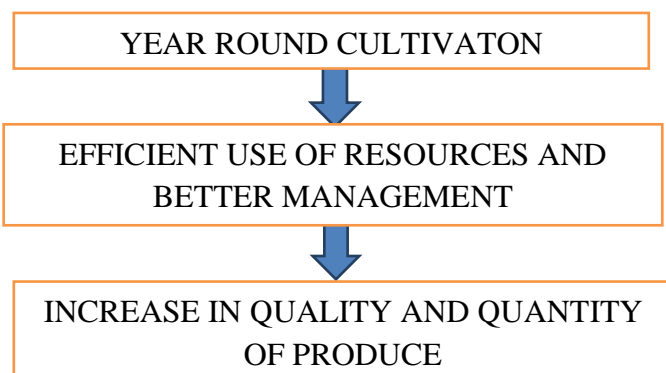 YEAR ROUND CULTIVATON
EFFICIENT USE OF RESOURCES AND
BETTER MANAGEMENT
INCREASE IN QUALITY AND QUANTITY
OF PRODUCE